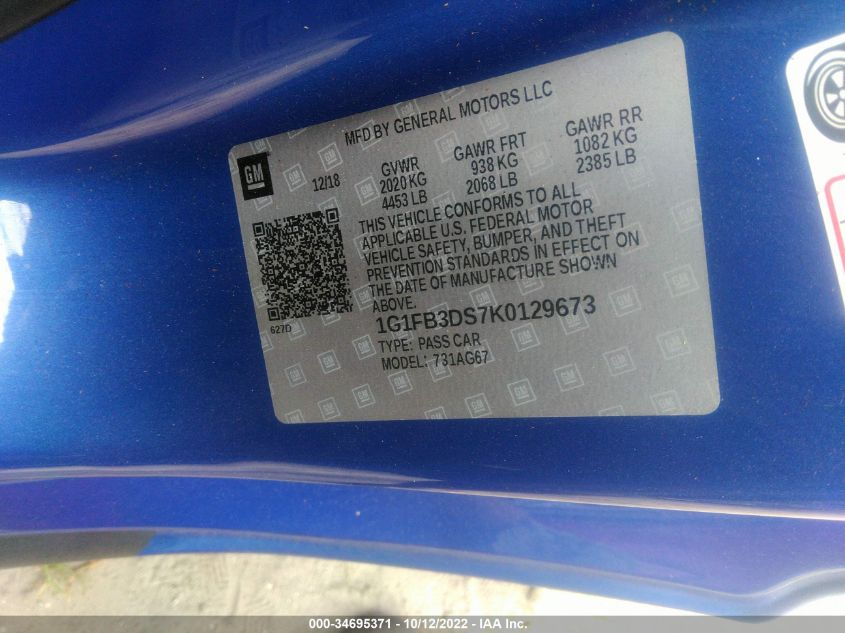 MFD BY GENERAL MOTORS LLC
GM
12/18
GVWR GAWR FRT GAWR RR
2020 KG 938 KG 1082 KG
4453 LB 2068 LB 2385 LB
THIS VEHICLE CONFORMS TO ALL
APPLICABLE U.S. FEDERAL MOTOR
VEHICLE SAFETY, BUMPER, AND THEFT
PREVENTION STANDARDS IN EFFECT ON
THE DATE OF MANUFACTURE SHOWN
ABOVE.
627D
1G1FB3DS7K0129673
TYPE: PASS CAR
MODEL: 731AG67
000-34695371 - 10/12/2022 - IAA Inc.